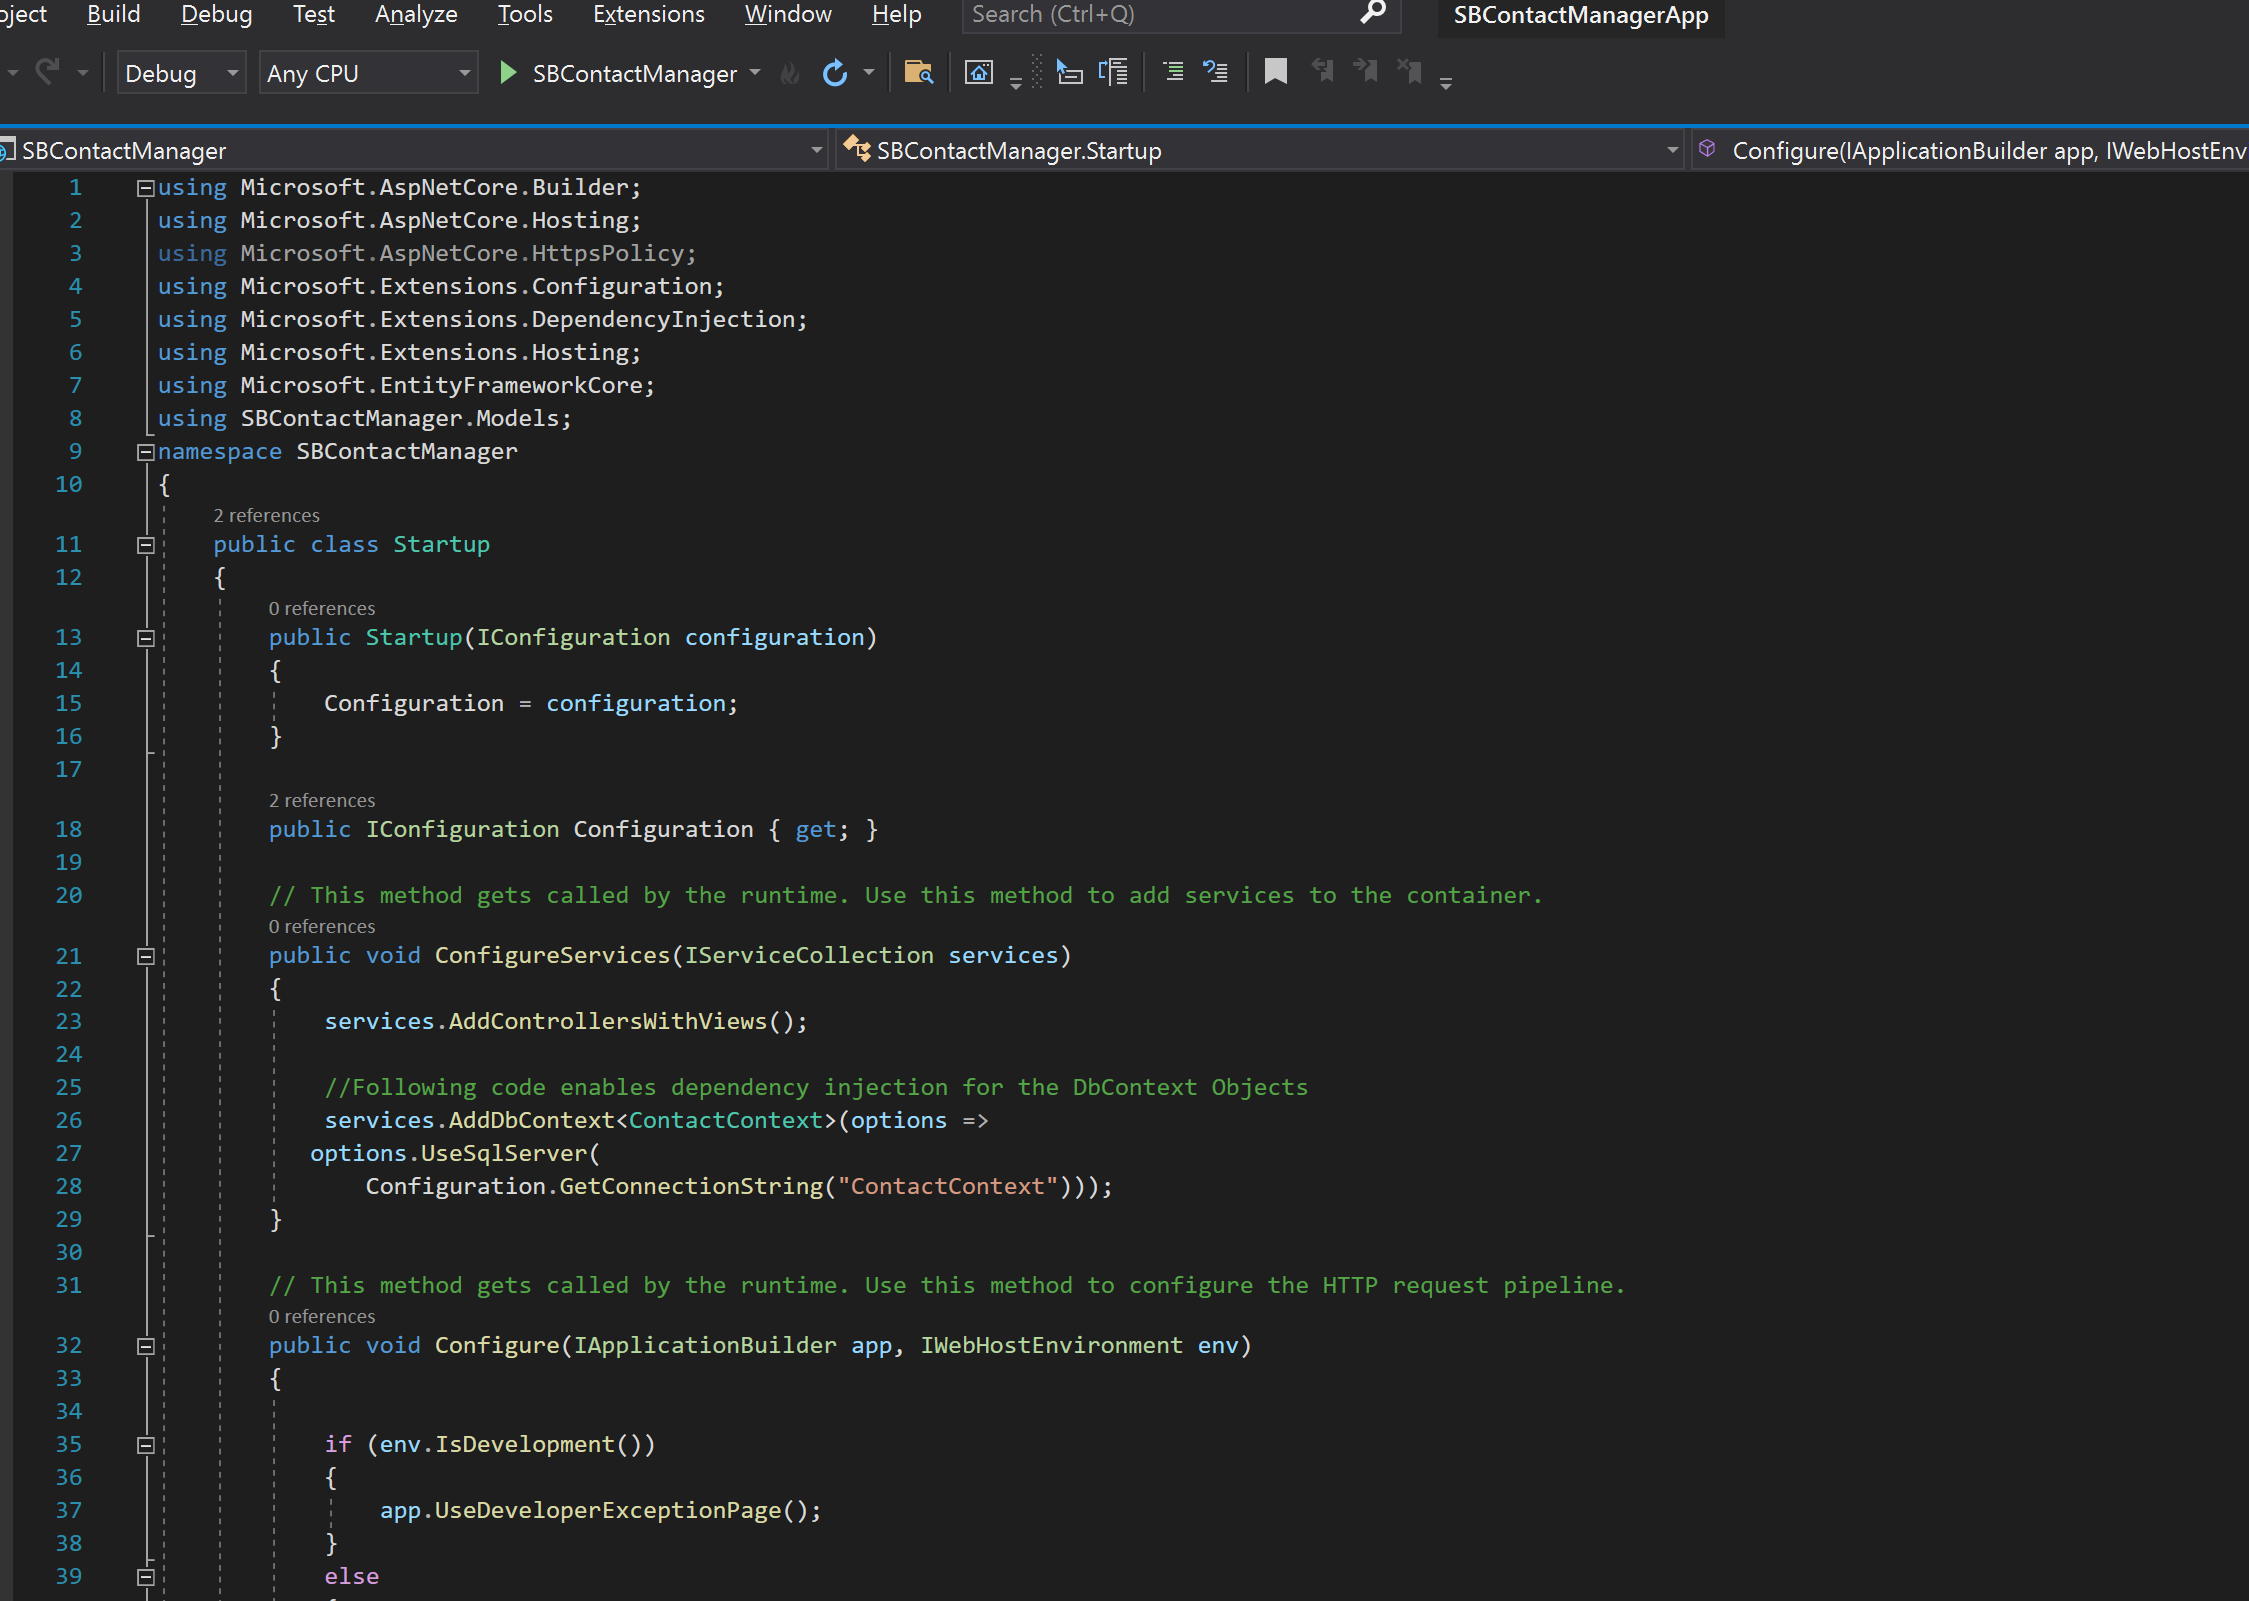 oject Build Debug Test Analyze Tools Extensions Window Help Search (Ctrl+Q) SBContactManagerApp
Debug Any CPU SBContactManager
SBContactManager SBContactManager.Startup Configure(IApplicationBuilder app, IWebHostEnv
1 using Microsoft.AspNetCore.Builder;
2 using Microsoft.AspNetCore.Hosting;
3 using Microsoft.AspNetCore.HttpsPolicy;
4 using Microsoft.Extensions.Configuration;
5 using Microsoft.Extensions.DependencyInjection;
6 using Microsoft.Extensions.Hosting;
7 using Microsoft.EntityFrameworkCore;
8 using SBContactManager.Models;
9 namespace SBContactManager
10 {
2 references
11 public class Startup
12 {
0 references
13 public Startup(IConfiguration configuration)
14 {
15 Configuration = configuration;
16 }
17
2 references
18 public IConfiguration Configuration { get; }
19
20 // This method gets called by the runtime. Use this method to add services to the container.
0 references
21 public void ConfigureServices(IServiceCollection services)
22 {
23 services.AddControllersWithViews();
24
25 //Following code enables dependency injection for the DbContext Objects
26 services.AddDbContext<ContactContext>(options =>
27 options.UseSqlServer(
28 Configuration.GetConnectionString("ContactContext")));
29 }
30
31 // This method gets called by the runtime. Use this method to configure the HTTP request pipeline.
0 references
32 public void Configure(IApplicationBuilder app, IWebHostEnvironment env)
33 {
34
35 if (env.IsDevelopment())
36 {
37 app.UseDeveloperExceptionPage();
38 }
39 else